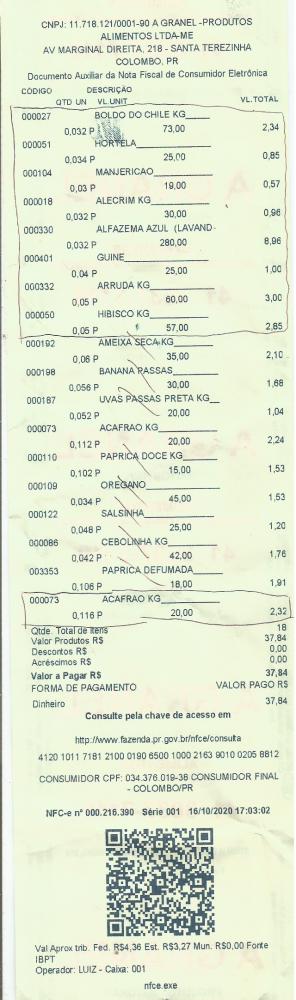 CNPJ: 11.718.121/0001-90 A GRANEL -PRODUTOS
ALIMENTOS LTDA-ME
AV MARGINAL DIREITA, 218 - SANTA TEREZINHA
COLOMBO, PR
Documento Auxiliar da Nota Fiscal de Consumidor Eletrônica
CODIGO DESCRIÇÃO
QTD UN VL.UNIT VL.TOTAL
000027 BOLDO DO CHILE KG
0,032 P 73,00 2,34
000051 HORTELA
0,034 P 25,00 0,85
000104 MANJERICAO
0,03 P 19,00 0,57
000018 ALECRIM KG
0,032 P 30,00 0,96
000330 ALFAZEMA AZUL (LAVAND-
0,032 P 280,00 8,96
000401 GUINE
0,04 P 25,00 1,00
000332 ARRUDA KG
0,05 P 60,00 3,00
000050 HIBISCO KG
0,05 P 57,00 2,85
000192 AMEIXA SECA-KG
0,06 P 35,00 2,10
000198 BANANA PASSAS
0,056 P 30,00 1,68
000187 UVAS PASSAS PRETA KG
0,052 P 20,00 1,04
000073 ACAFRAO KG
0,112 P 20,00 2,24
000110 PAPRICA DOCE KG
0,102 P 15,00 1,53
000109 OREGANO
0,034 P 45,00 1,53
000122 SALSINHA
0,048 P 25,00 1,20
000086 CEBOLINHA KG
0,042 P 42,00 1,76
003353 PAPRICA DEFUMADA
0,106 P 18,00 1,91
000073 ACAFRAO KG
0,116 P 20,00 2,32
Qtde. Total de Itens 18
Valor Produtos R$ 37,84
Descontos R$ 0,00
Acréscimos R$ 0,00
Valor a Pagar R$ 37,84
FORMA DE PAGAMENTO VALOR PAGO R$
Dinheiro 37,84
Consulte pela chave de acesso em
http://www.fazenda.pr.gov.br/nfce/consulta
4120 1011 7181 2100 0190 6500 1000 2163 9010 0205 8812
CONSUMIDOR CPF: 034.376.019-36 CONSUMIDOR FINAL
- COLOMBO/PR
NFC-e nº 000.216.390 Série 001 16/10/2020 17:03:02
Val Aprox trib. Fed. R$4,36 Est. R$3,27 Mun. R$0,00 Fonte
IBPT
Operador: LUIZ - Caixa: 001
nfce.exe